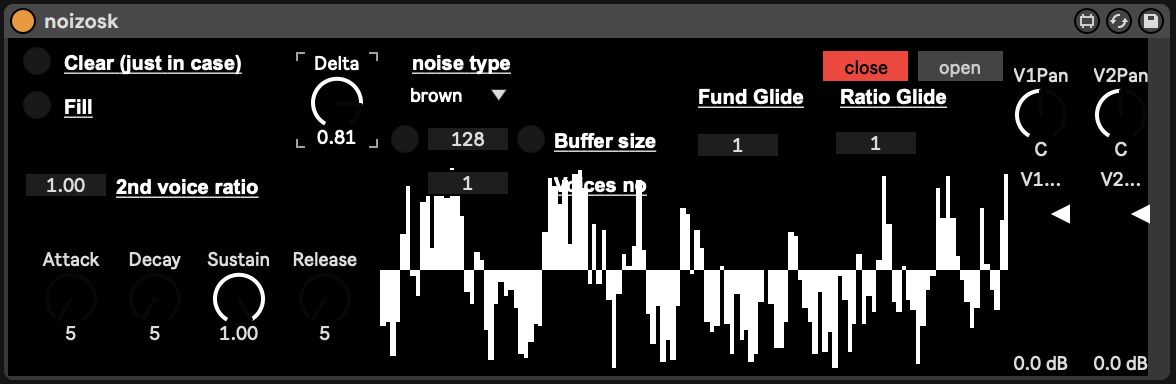 noizosk
Clear (just in case)
Fill
Delta
0.81
noise type
brown
close
open
V1Pan
V2Pan
Fund Glide
Ratio Glide
C
C
128
Buffer size
1
1
1.00
2nd voice ratio
1
Voices no
V1...
V2...
Attack
Decay
Sustain
Release
5
5
1.00
5
0.0 dB
0.0 dB